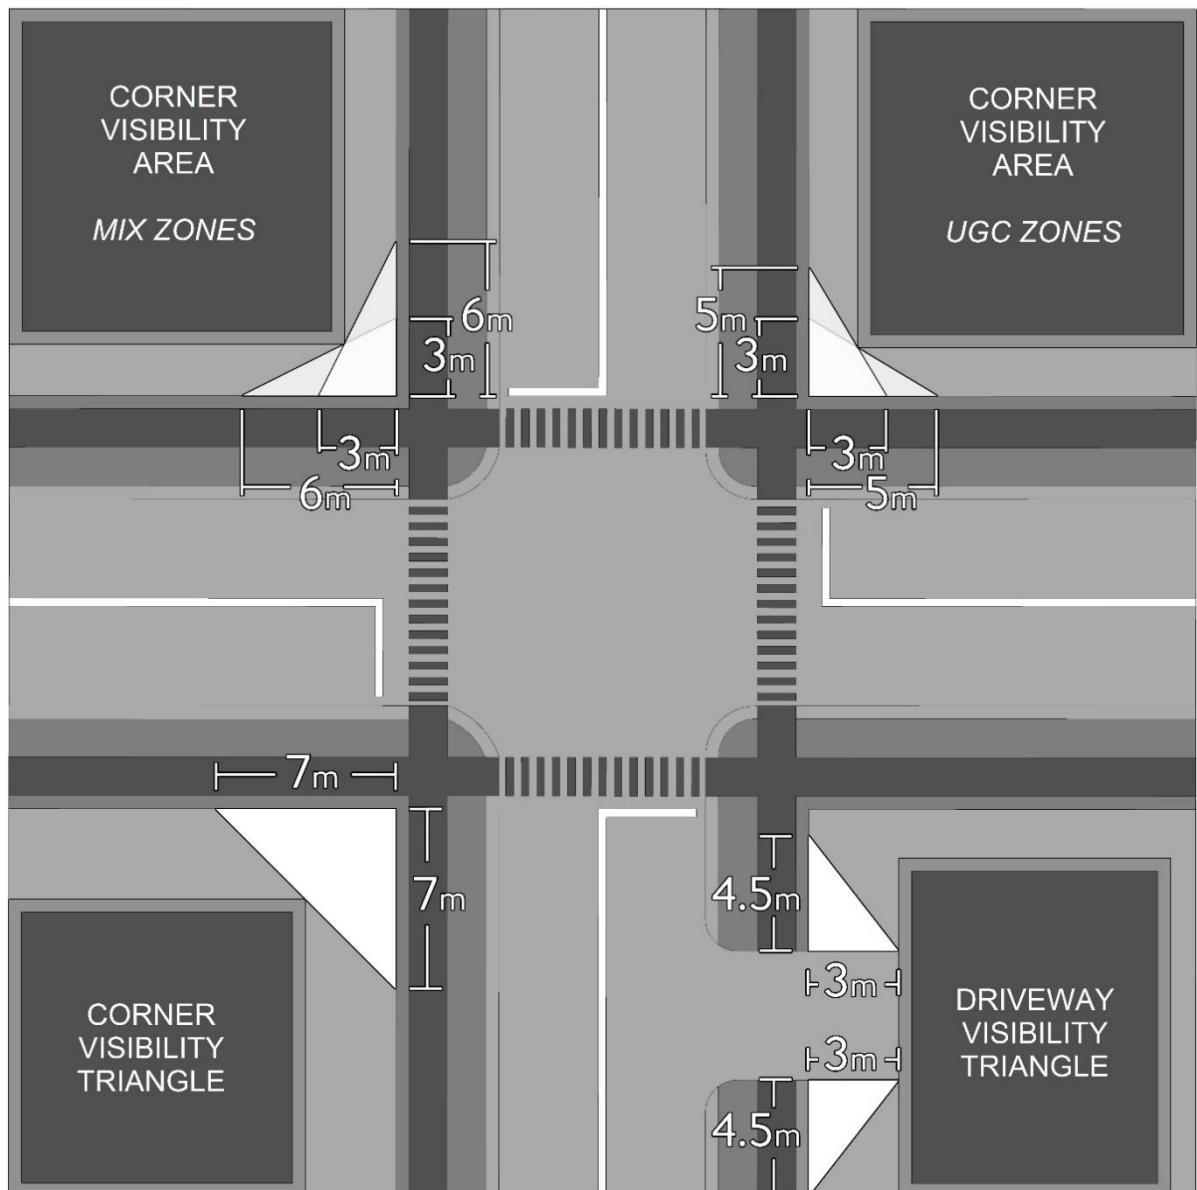 CORNER
VISIBILITY
AREA
MIX ZONES
CORNER
VISIBILITY
AREA
UGC ZONES
6m
3m
5m
3m
3m
6m
3m
5m
7m
7m
4.5m
3m
3m
4.5m
CORNER
VISIBILITY
TRIANGLE
DRIVEWAY
VISIBILITY
TRIANGLE